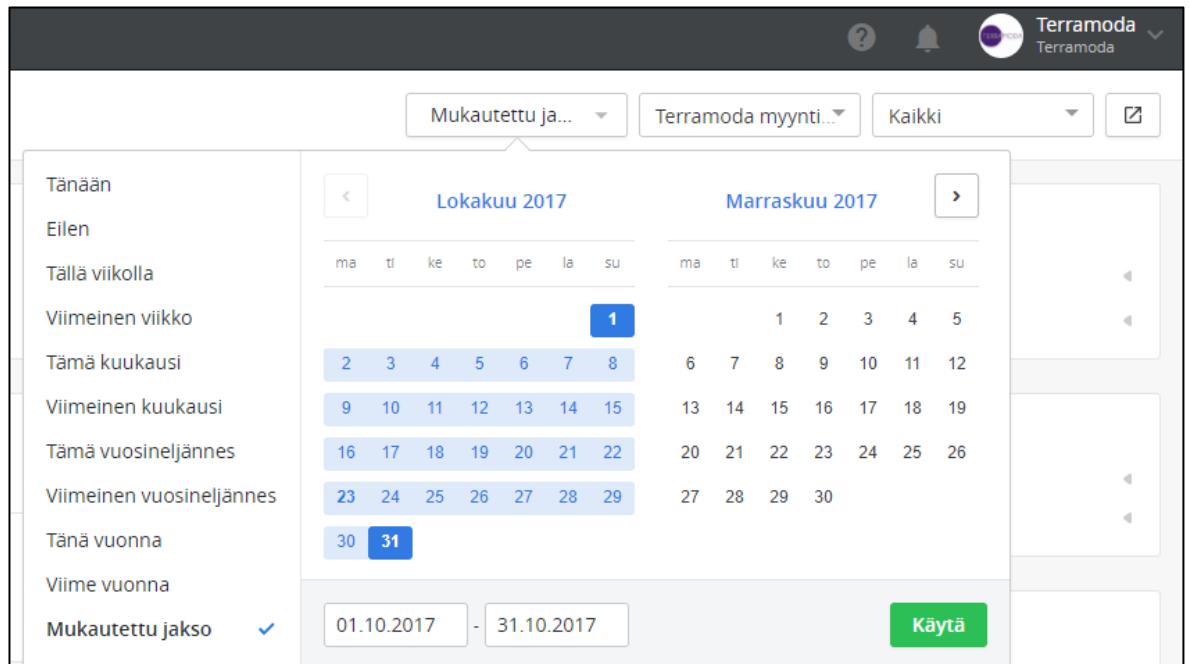 Terramoda
Terramoda
Mukautettu ja... Terramoda myynti... Kaikki
Tänään
Eilen
Tällä viikolla
Viimeinen viikko
Tämä kuukausi
Viimeinen kuukausi
Tämä vuosineljännes
Viimeinen vuosineljännes
Tänä vuonna
Viime vuonna
Mukautettu jakso
Lokakuu 2017
ma ti ke to pe la su
1
2 3 4 5 6 7 8
9 10 11 12 13 14 15
16 17 18 19 20 21 22
23 24 25 26 27 28 29
30 31
Marraskuu 2017
ma ti ke to pe la su
1 2 3 4 5
6 7 8 9 10 11 12
13 14 15 16 17 18 19
20 21 22 23 24 25 26
27 28 29 30
01.10.2017 - 31.10.2017
Käytä